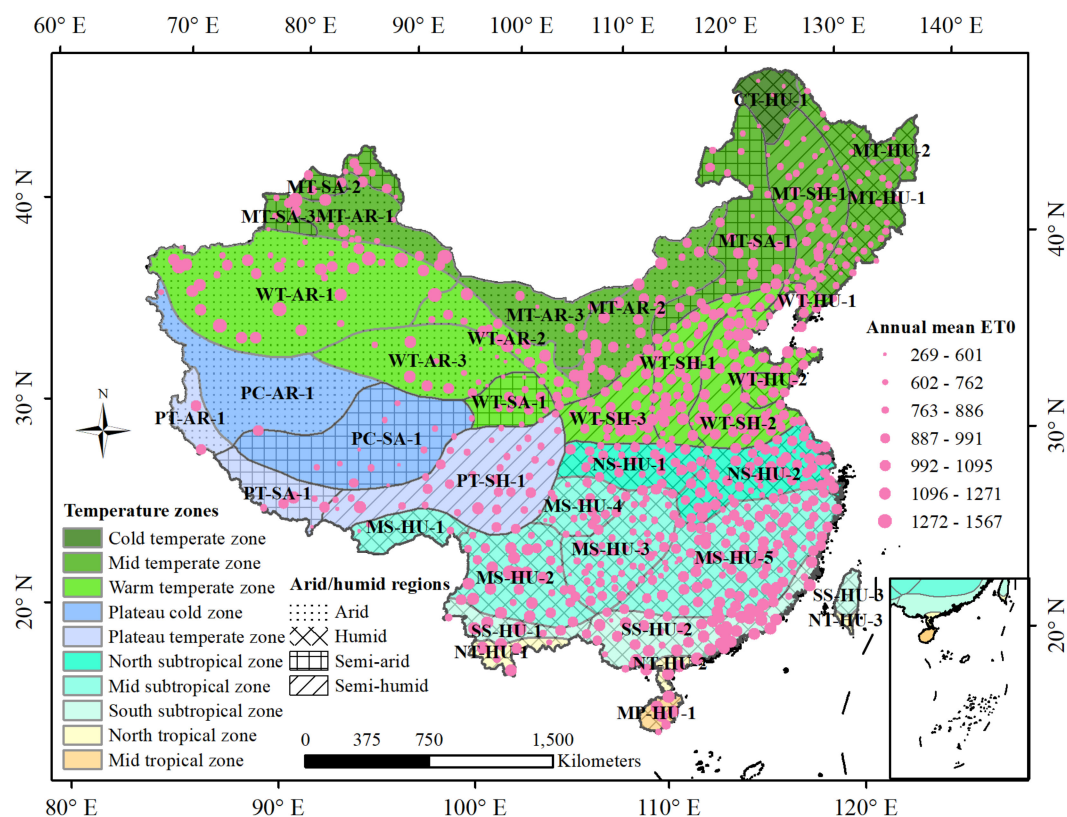 60° E 70° E 80° E 90° E 100° E 110° E 120° E 130° E 140° E
40° N
30° N
20° N
40° N
30° N
20° N
80° E 90° E 100° E 110° E 120° E
CT-HU-1
MT-HU-2
MT-SA-2
MT-SH-1
MT-HU-1
MT-SA-3
MT-AR-1
MT-SA-1
WT-AR-1
WT-HU-1
MT-AR-3
MT-AR-2
WT-AR-2
WT-AR-3
WT-SH-1
WT-HU-2
PC-AR-1
WT-SA-1
PT-AR-1
WT-SH-3
WT-SH-2
PC-SA-1
NS-HU-1
NS-HU-2
PT-SH-1
PT-SA-1
MS-HU-4
MS-HU-1
MS-HU-3
MS-HU-5
MS-HU-2
SS-HU-3
NT-HU-3
SS-HU-1
SS-HU-2
NT-HU-1
NT-HU-2
MP-HU-1
N
Annual mean ET0
269 - 601
602 - 762
763 - 886
887 - 991
992 - 1095
1096 - 1271
1272 - 1567
Temperature zones
Cold temperate zone
Mid temperate zone
Warm temperate zone
Plateau cold zone
Plateau temperate zone
North subtropical zone
Mid subtropical zone
South subtropical zone
North tropical zone
Mid tropical zone
Arid/humid regions
Arid
Humid
Semi-arid
Semi-humid
0 375 750 1,500
Kilometers